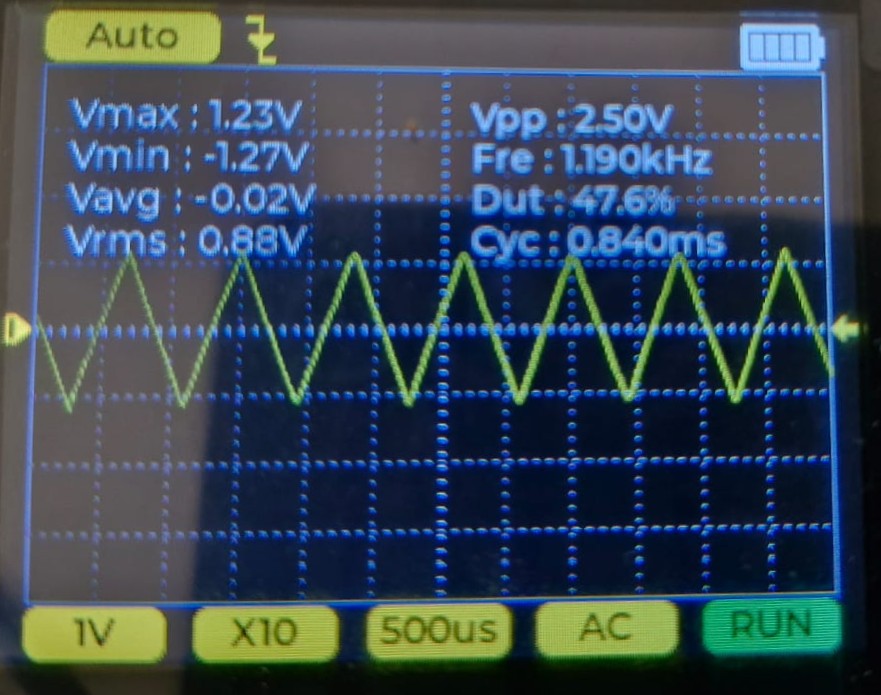 Auto
Vmax : 1.23V Vpp : 2.50V
Vmin : -1.27V Fre : 1.190kHz
Vavg : -0.02V Dut : 47.6%
Vrms : 0.88V Cyc : 0.840ms
1V X10 500us AC RUN